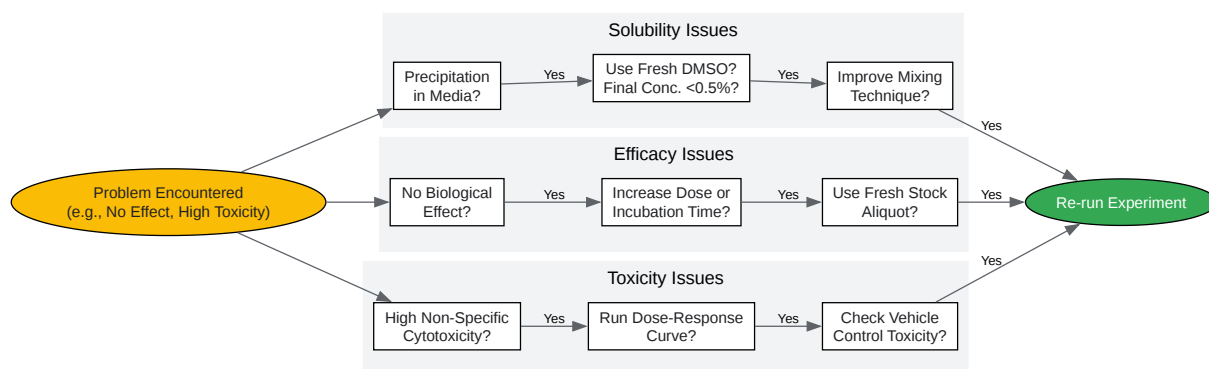 Solubility Issues
Precipitation
in Media?
Yes
Use Fresh DMSO?
Final Conc. <0.5%?
Yes
Improve Mixing
Technique?
Yes
Efficacy Issues
Problem Encountered
(e.g., No Effect, High Toxicity)
No Biological
Effect?
Yes
Increase Dose or
Incubation Time?
Yes
Use Fresh Stock
Aliquot?
Yes
Re-run Experiment
Toxicity Issues
High Non-Specific
Cytotoxicity?
Yes
Run Dose-Response
Curve?
Yes
Check Vehicle
Control Toxicity?
Yes